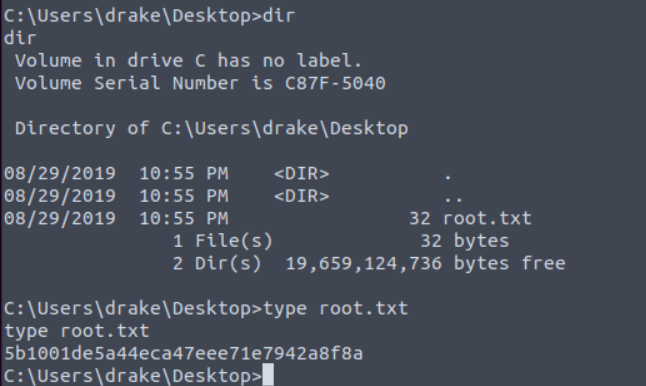 C:\Users\drake\Desktop>dir
dir
 Volume in drive C has no label.
 Volume Serial Number is C87F-5040

 Directory of C:\Users\drake\Desktop

08/29/2019  10:55 PM    <DIR>          .
08/29/2019  10:55 PM    <DIR>          ..
08/29/2019  10:55 PM                32 root.txt
               1 File(s)             32 bytes
               2 Dir(s)  19,659,124,736 bytes free

C:\Users\drake\Desktop>type root.txt
type root.txt
5b1001de5a44eca47eee71e7942a8f8a
C:\Users\drake\Desktop>